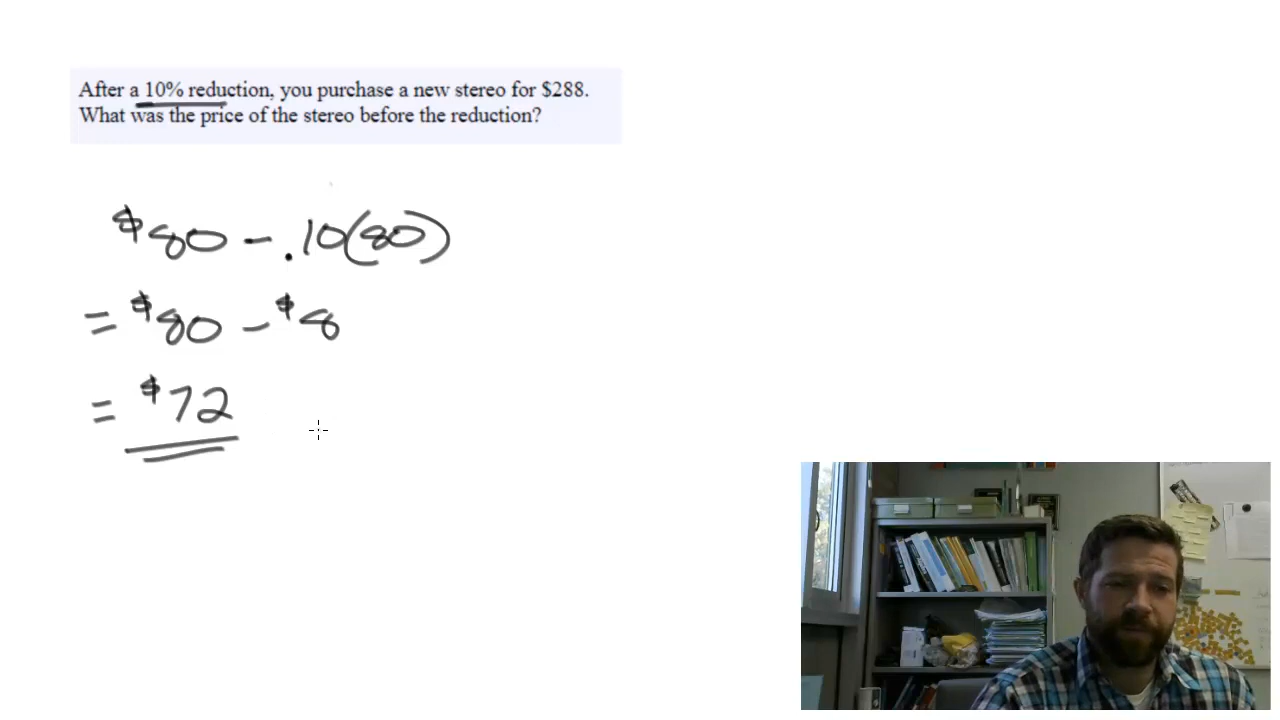 After a 10% reduction, you purchase a new stereo for $288.
What was the price of the stereo before the reduction?
$80 - .10(80)
= $80 - $8
= $72